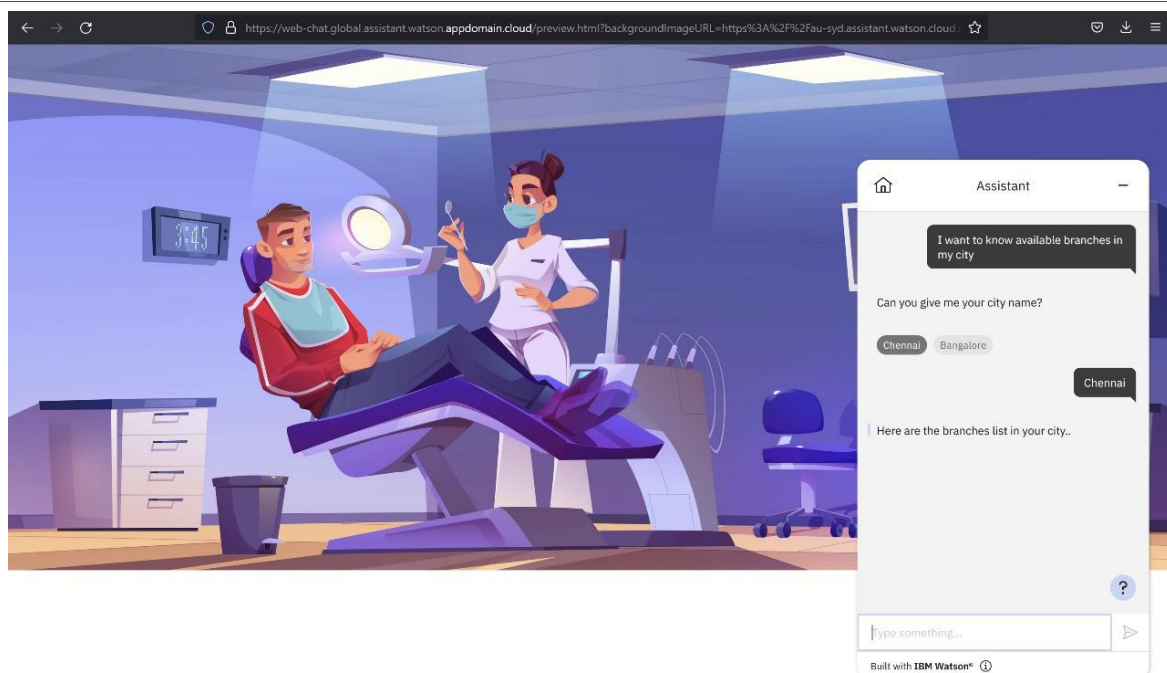 https://web-chat.global.assistant.watson.appdomain.cloud/preview.html?backgroundImageURL=https%3A%2F%2Fau-syd.assistant.watson.cloud.
3:45
Assistant
I want to know available branches in
my city
Can you give me your city name?
Chennai Bangalore
Chennai
Here are the branches list in your city..
?
Type something...
Built with IBM Watson®